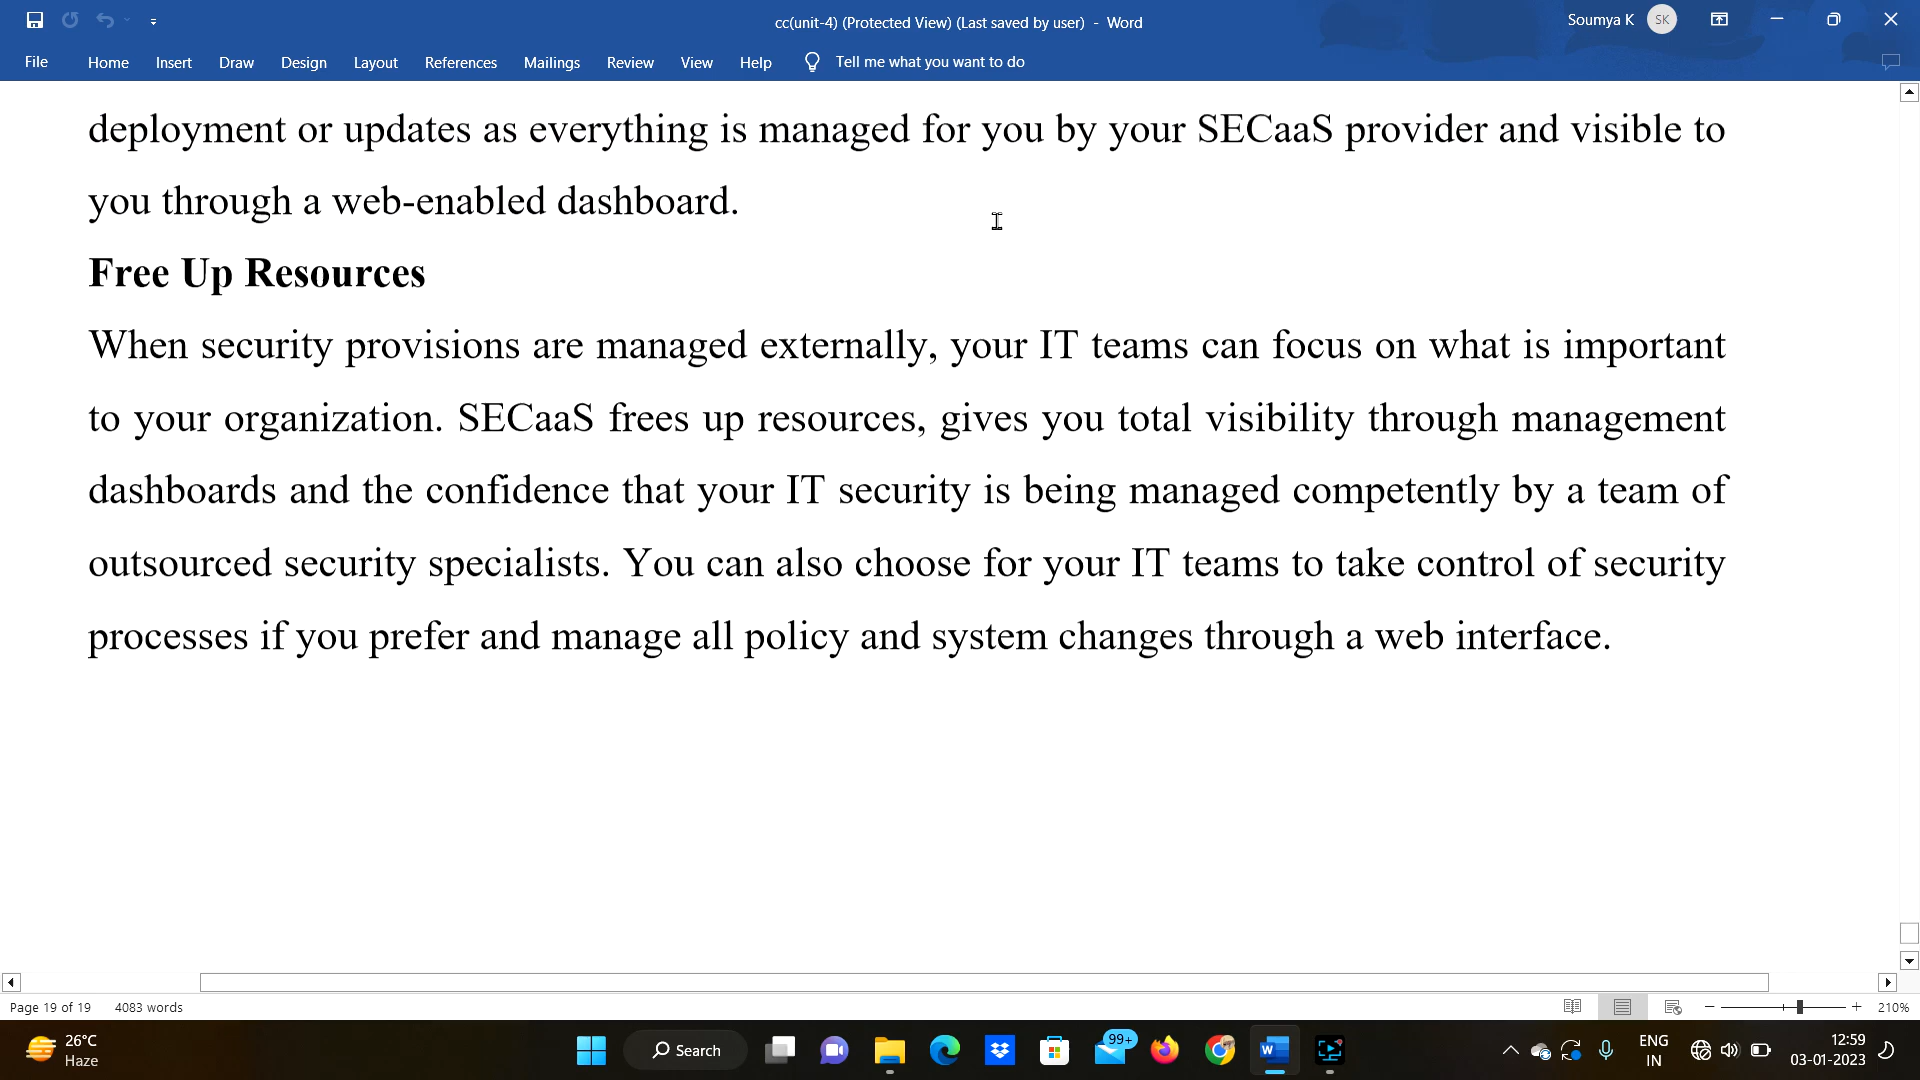 cc(unit-4) (Protected View) (Last saved by user) - Word
Soumya K SK
File Home Insert Draw Design Layout References Mailings Review View Help Tell me what you want to do
deployment or updates as everything is managed for you by your SECaaS provider and visible to
you through a web-enabled dashboard.
Free Up Resources
When security provisions are managed externally, your IT teams can focus on what is important
to your organization. SECaaS frees up resources, gives you total visibility through management
dashboards and the confidence that your IT security is being managed competently by a team of
outsourced security specialists. You can also choose for your IT teams to take control of security
processes if you prefer and manage all policy and system changes through a web interface.
Page 19 of 19 4083 words 210%
26°C
Haze
Search
99+
W
ENG
IN
12:59
03-01-2023